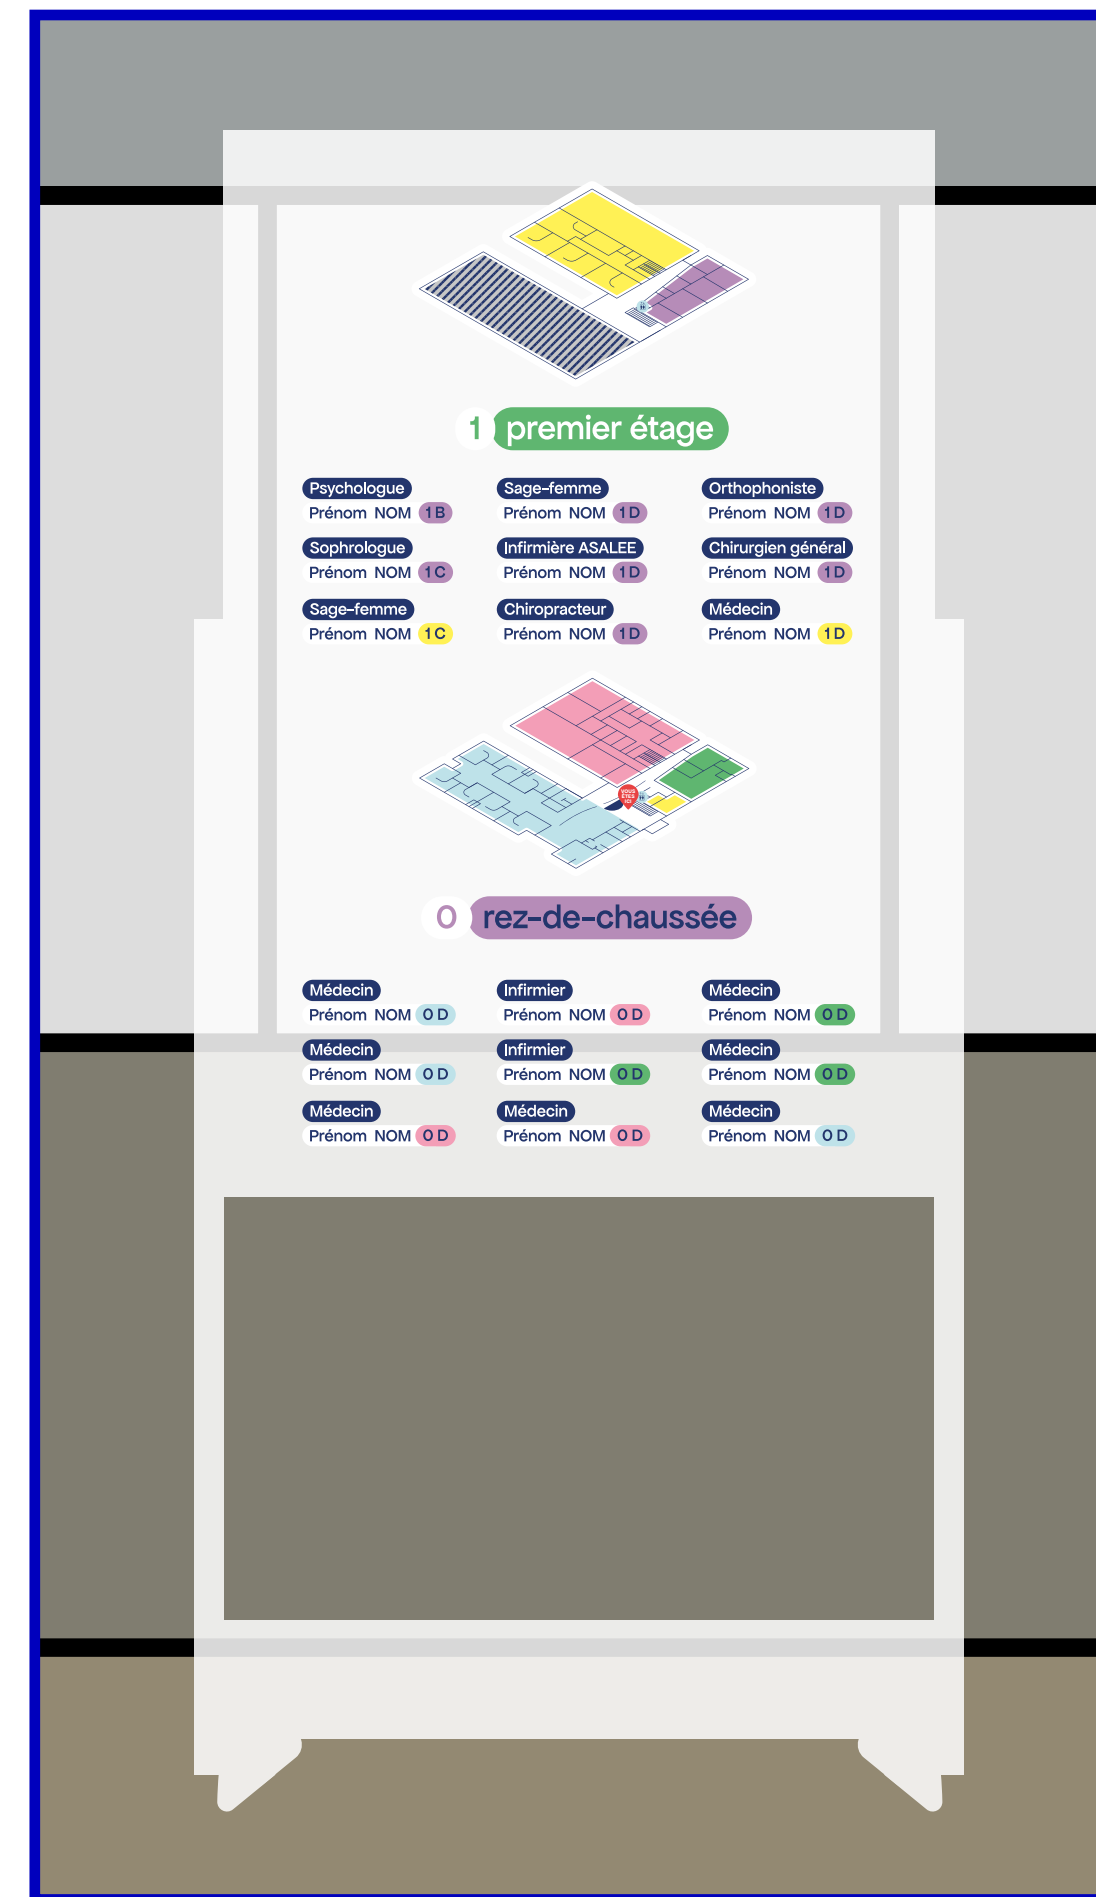 1 premier étage
Psychologue
Prénom NOM 1 B
Sage-femme
Prénom NOM 1 D
Orthophoniste
Prénom NOM 1 D
Sophrologue
Prénom NOM 1 C
Infirmière ASALEE
Prénom NOM 1 D
Chirurgien général
Prénom NOM 1 D
Sage-femme
Prénom NOM 1 C
Chiropracteur
Prénom NOM 1 D
Médecin
Prénom NOM 1 D
VOUS
ÊTES
ICI
0 rez-de-chaussée
Médecin
Prénom NOM 0 D
Infirmier
Prénom NOM 0 D
Médecin
Prénom NOM 0 D
Médecin
Prénom NOM 0 D
Infirmier
Prénom NOM 0 D
Médecin
Prénom NOM 0 D
Médecin
Prénom NOM 0 D
Médecin
Prénom NOM 0 D
Médecin
Prénom NOM 0 D